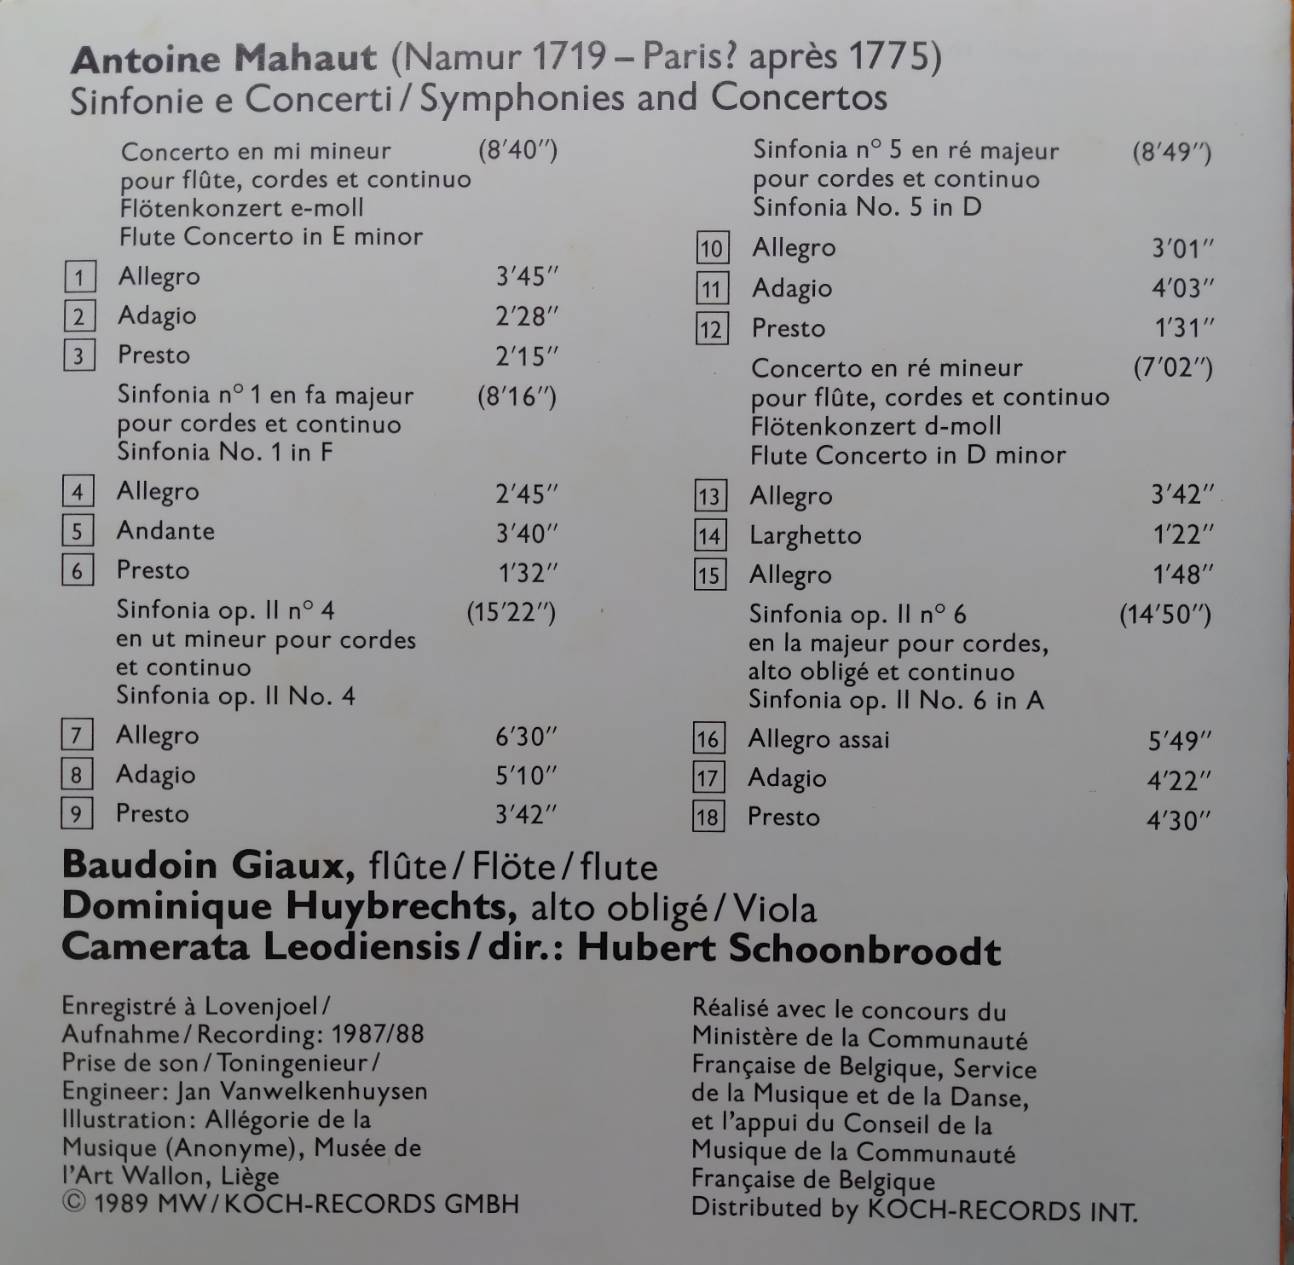 Antoine Mahaut (Namur 1719 – Paris? après 1775)
Sinfonie e Concerti / Symphonies and Concertos
Concerto en mi mineur (8′40″)
pour flûte, cordes et continuo
Flötenkonzert e-moll
Flute Concerto in E minor
1 Allegro 3′45″
2 Adagio 2′28″
3 Presto 2′15″
Sinfonia n° 1 en fa majeur (8′16″)
pour cordes et continuo
Sinfonia No. 1 in F
4 Allegro 2′45″
5 Andante 3′40″
6 Presto 1′32″
Sinfonia op. II n° 4 (15′22″)
en ut mineur pour cordes
et continuo
Sinfonia op. II No. 4
7 Allegro 6′30″
8 Adagio 5′10″
9 Presto 3′42″
Sinfonia n° 5 en ré majeur (8′49″)
pour cordes et continuo
Sinfonia No. 5 in D
10 Allegro 3′01″
11 Adagio 4′03″
12 Presto 1′31″
Concerto en ré mineur (7′02″)
pour flûte, cordes et continuo
Flötenkonzert d-moll
Flute Concerto in D minor
13 Allegro 3′42″
14 Larghetto 1′22″
15 Allegro 1′48″
Sinfonia op. II n° 6 (14′50″)
en la majeur pour cordes,
alto obligé et continuo
Sinfonia op. II No. 6 in A
16 Allegro assai 5′49″
17 Adagio 4′22″
18 Presto 4′30″
Baudoin Giaux, flûte / Flöte / flute
Dominique Huybrechts, alto obligé / Viola
Camerata Leodiensis / dir.: Hubert Schoonbroodt
Enregistré à Lovenjoel /
Aufnahme / Recording: 1987/88
Prise de son / Toningenieur /
Engineer: Jan Vanwelkenhuysen
Illustration: Allégorie de la
Musique (Anonyme), Musée de
l'Art Wallon, Liège
© 1989 MW / KOCH-RECORDS GMBH
Réalisé avec le concours du
Ministère de la Communauté
Française de Belgique, Service
de la Musique et de la Danse,
et l'appui du Conseil de la
Musique de la Communauté
Française de Belgique
Distributed by KOCH-RECORDS INT.